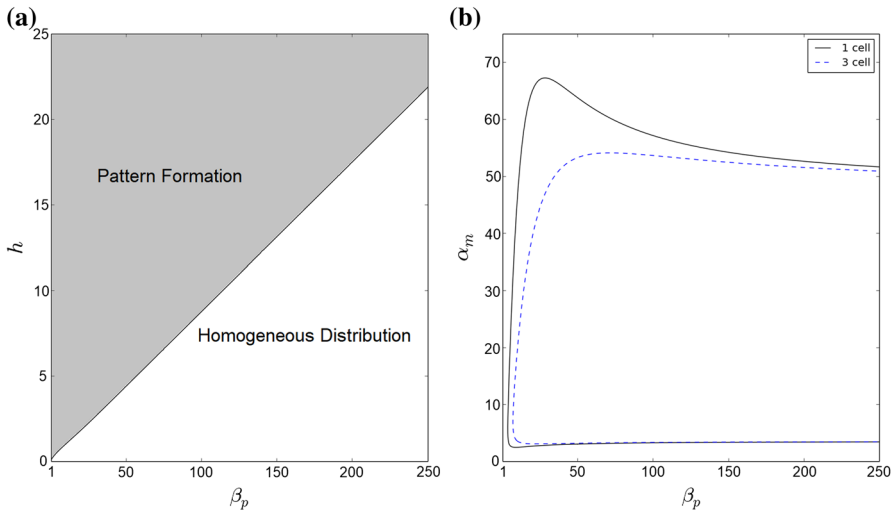 (a)
25
20
15
10
5
0
h
Pattern Formation
Homogeneous Distribution
1 50 100 150 200 250
βp
(b)
70
60
50
40
30
20
10
0
αm
1 cell
3 cell
1 50 100 150 200 250
βp